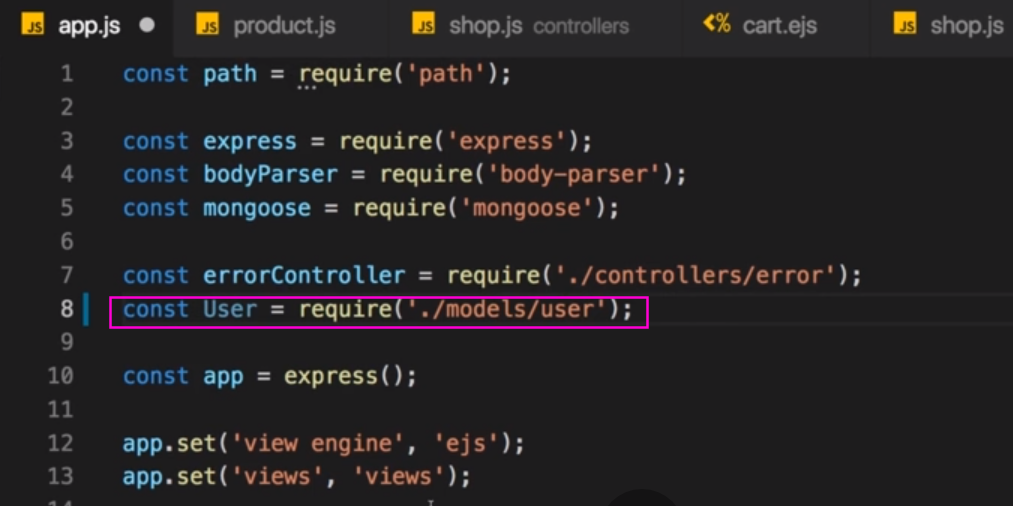 JS app.js JS product.js JS shop.js controllers <% cart.ejs JS shop.js
1 const path = require('path');
2
3 const express = require('express');
4 const bodyParser = require('body-parser');
5 const mongoose = require('mongoose');
6
7 const errorController = require('./controllers/error');
8 const User = require('./models/user');
9
10 const app = express();
11
12 app.set('view engine', 'ejs');
13 app.set('views', 'views');